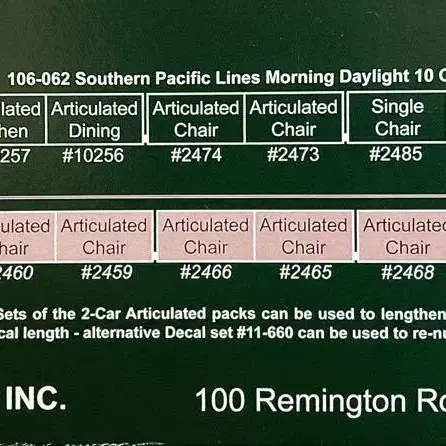 106-062 Southern Pacific Lines Morning Daylight 10 C
lated Articulated Articulated Articulated Single
hen Dining Chair Chair Chair
257 #10256 #2474 #2473 #2485
ulated Articulated Articulated Articulated Articulated
hair Chair Chair Chair Chair
2460 #2459 #2466 #2465 #2468
Sets of the 2-Car Articulated packs can be used to lengthen
cal length - alternative Decal set #11-660 can be used to re-nu
INC. 100 Remington Ro